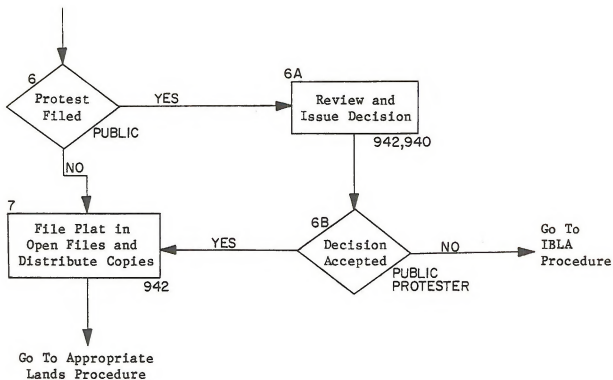 6
Protest
Filed
PUBLIC
YES
6A
Review and
Issue Decision
942,940
NO
7
File Plat in
Open Files and
Distribute Copies
942
YES
6B
Decision
Accepted
PUBLIC
PROTESTER
NO
Go To
IBLA
Procedure
Go To Appropriate
Lands Procedure